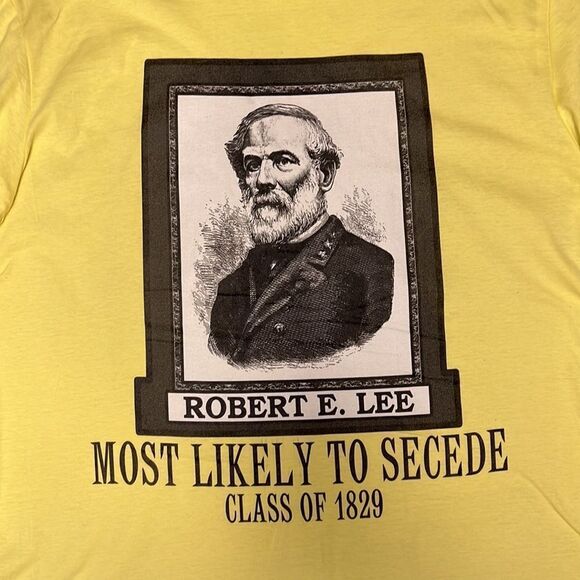 ROBERT E. LEE
MOST LIKELY TO SECEDE
CLASS OF 1829